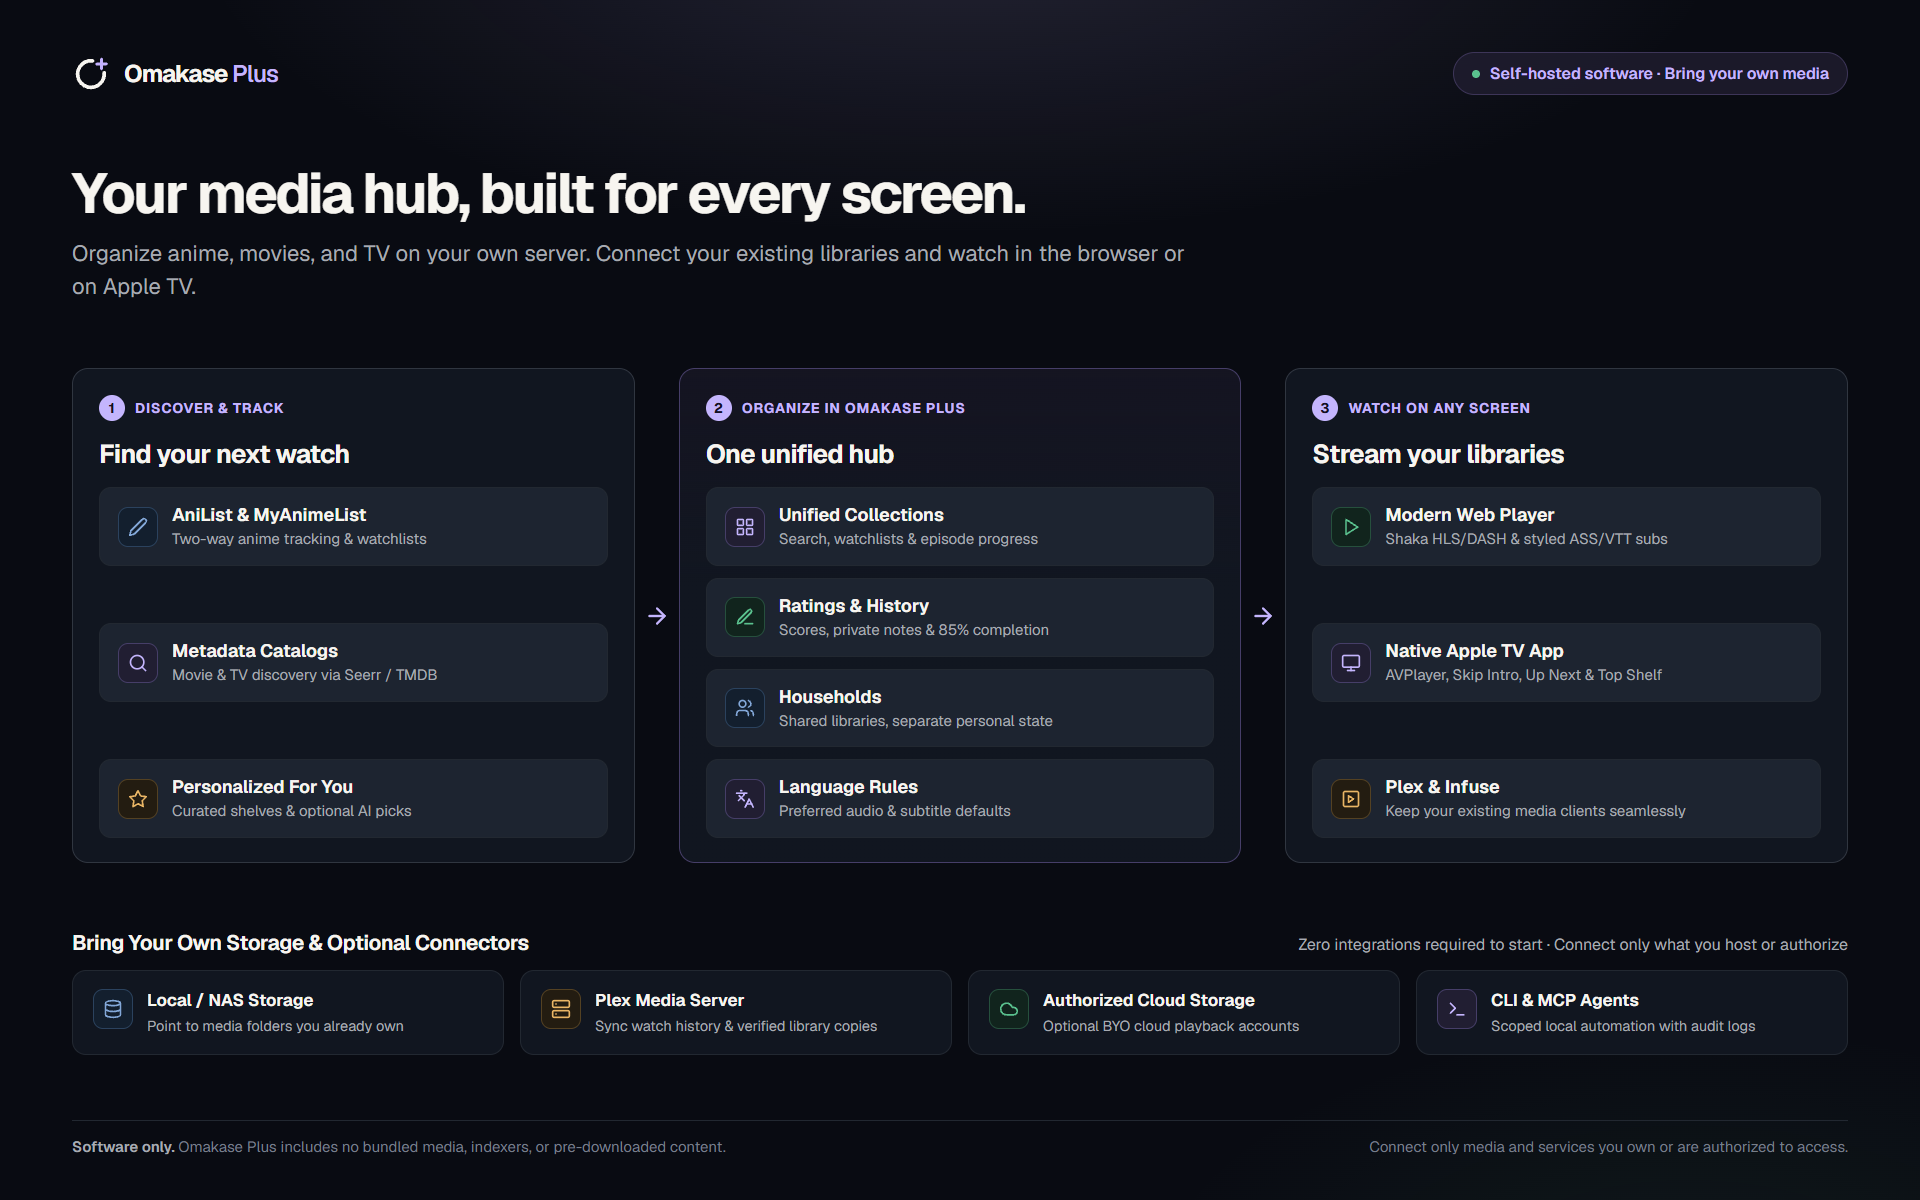 Omakase Plus
Self-hosted software · Bring your own media
Your media hub, built for every screen.
Organize anime, movies, and TV on your own server. Connect your existing libraries and watch in the browser or
on Apple TV.
1 DISCOVER & TRACK
Find your next watch
AniList & MyAnimeList
Two-way anime tracking & watchlists
Metadata Catalogs
Movie & TV discovery via Seerr / TMDB
Personalized For You
Curated shelves & optional AI picks
2 ORGANIZE IN OMAKASE PLUS
One unified hub
Unified Collections
Search, watchlists & episode progress
Ratings & History
Scores, private notes & 85% completion
Households
Shared libraries, separate personal state
Language Rules
Preferred audio & subtitle defaults
3 WATCH ON ANY SCREEN
Stream your libraries
Modern Web Player
Shaka HLS/DASH & styled ASS/VTT subs
Native Apple TV App
AVPlayer, Skip Intro, Up Next & Top Shelf
Plex & Infuse
Keep your existing media clients seamlessly
Bring Your Own Storage & Optional Connectors
Zero integrations required to start · Connect only what you host or authorize
Local / NAS Storage
Point to media folders you already own
Plex Media Server
Sync watch history & verified library copies
Authorized Cloud Storage
Optional BYO cloud playback accounts
CLI & MCP Agents
Scoped local automation with audit logs
Software only. Omakase Plus includes no bundled media, indexers, or pre-downloaded content.
Connect only media and services you own or are authorized to access.